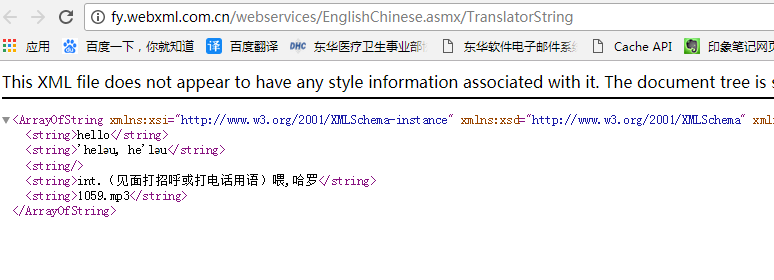 fy.webxml.com.cn/webservices/EnglishChinese.asmx/TranslatorString
应用 百度一下，你就知道 译 百度翻译 DHC 东华医疗卫生事业部 东华软件电子邮件系 Cache API 印象笔记网页
This XML file does not appear to have any style information associated with it. The document tree is s
▼<ArrayOfString xmlns:xsi="http://www.w3.org/2001/XMLSchema-instance" xmlns:xsd="http://www.w3.org/2001/XMLSchema" xml
<string>hello</string>
<string>'heləu, he'ləu</string>
<string/>
<string>int.（见面打招呼或打电话用语）喂,哈罗</string>
<string>1059.mp3</string>
</ArrayOfString>